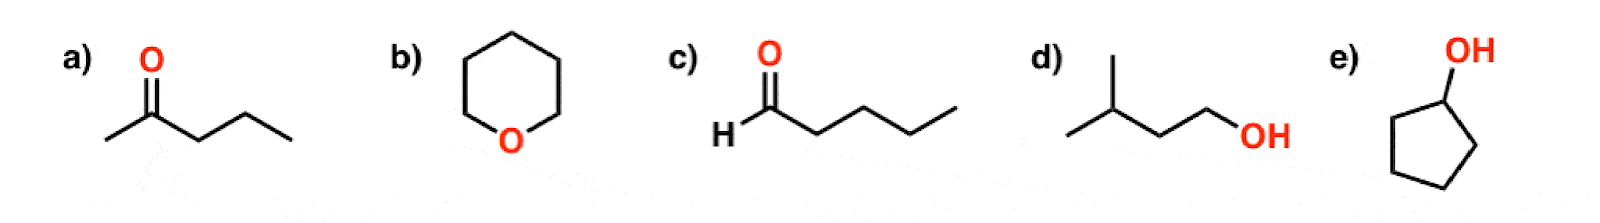 a) O b) O c) O H d) OH e) OH